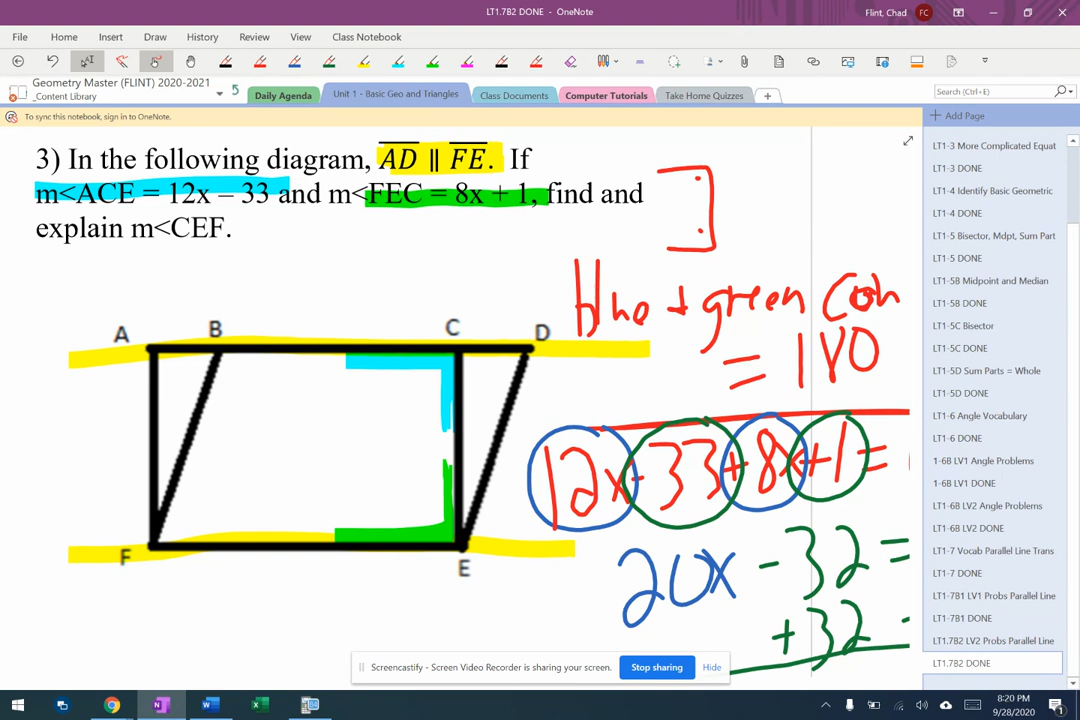 LT1.7B2 DONE - OneNote
Flint, Chad FC
File Home Insert Draw History Review View Class Notebook
Geometry Master (FLINT) 2020-2021
_Content Library
Daily Agenda Unit 1 - Basic Geo and Triangles Class Documents Computer Tutorials Take Home Quizzes +
Search (Ctrl+E)
To sync this notebook, sign in to OneNote.
Add Page
3) In the following diagram, AD ∥ FE. If
m<ACE = 12x – 33 and m<FEC = 8x + 1, find and
explain m<CEF.
Blue + green Con
= 180
12x - 33 + 8x + 1 =
20x - 32 =
+ 32
A B C D
F E
LT1-3 More Complicated Equat
LT1-3 DONE
LT1-4 Identify Basic Geometric
LT1-4 DONE
LT1-5 Bisector, Mdpt, Sum Part
LT1-5 DONE
LT1-5B Midpoint and Median
LT1-5B DONE
LT1-5C Bisector
LT1-5C DONE
LT1-5D Sum Parts = Whole
LT1-5D DONE
LT1-6 Angle Vocabulary
LT1-6 DONE
1-6B LV1 Angle Problems
1-6B LV1 DONE
LT1-6B LV2 Angle Problems
LT1-6B LV2 DONE
LT1-7 Vocab Parallel Line Trans
LT1-7 DONE
LT1-7B1 LV1 Probs Parallel Line
LT1-7B1 DONE
LT1.7B2 LV2 Probs Parallel Line
LT1.7B2 DONE
Screencastify - Screen Video Recorder is sharing your screen.
Stop sharing Hide
8:20 PM
9/28/2020